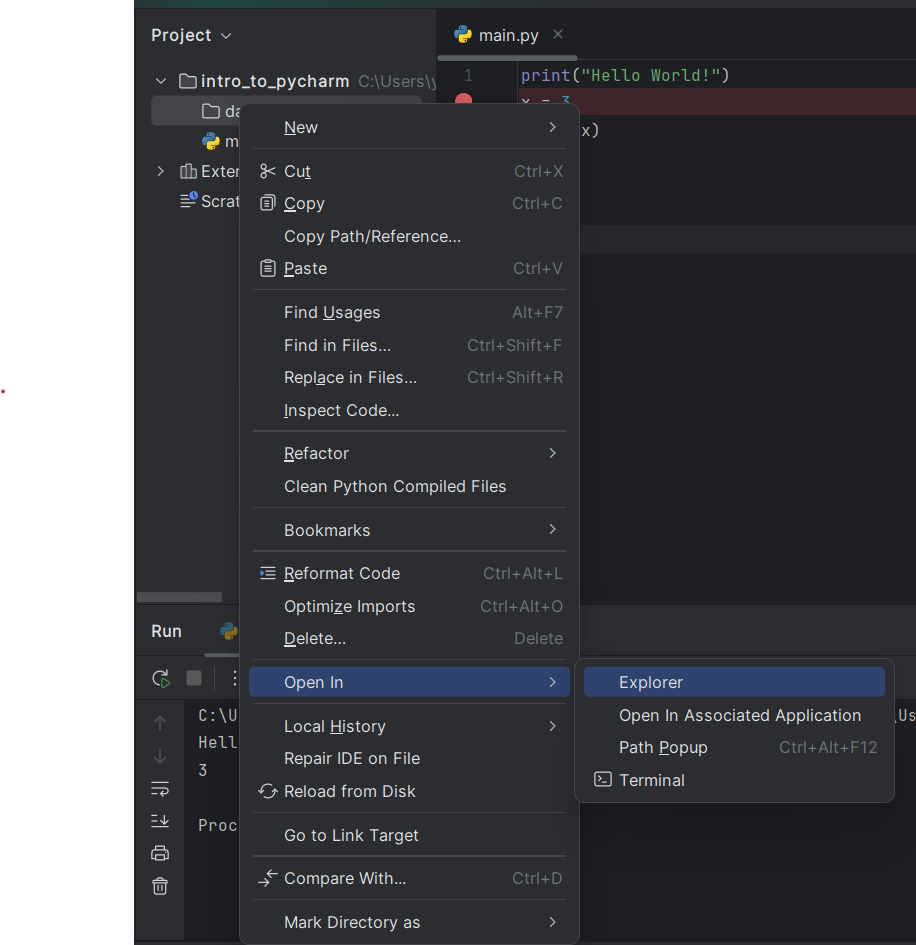 Project
main.py
intro_to_pycharm C:\Users\
1 print("Hello World!")
x = 3
x)
New
Cut Ctrl+X
Copy Ctrl+C
Copy Path/Reference...
Paste Ctrl+V
Find Usages Alt+F7
Find in Files... Ctrl+Shift+F
Replace in Files... Ctrl+Shift+R
Inspect Code...
Refactor
Clean Python Compiled Files
Bookmarks
Reformat Code Ctrl+Alt+L
Optimize Imports Ctrl+Alt+O
Delete... Delete
Open In
Local History
Repair IDE on File
Reload from Disk
Go to Link Target
Compare With... Ctrl+D
Mark Directory as
Explorer
Open In Associated Application
Path Popup Ctrl+Alt+F12
Terminal
da
m
Exter
Scrat
Run
C:\U
\Us
Hell
3
Proc